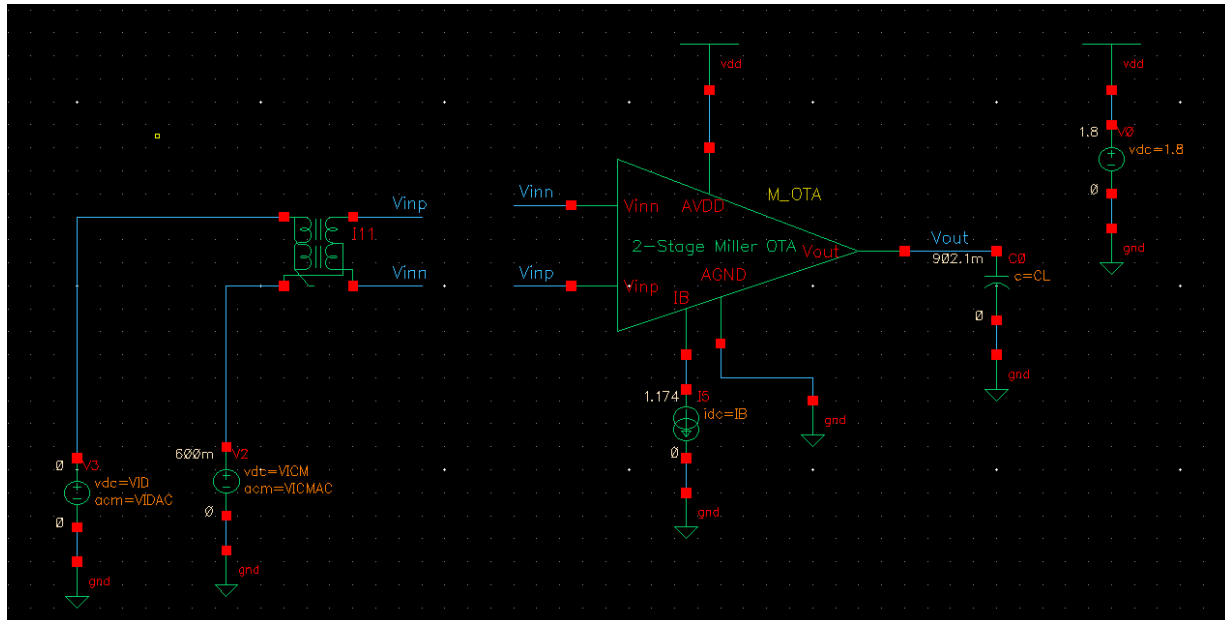 vdd
vdd
1.8
V0
vdc=1.8
0
gnd
M_OTA
Vinn
Vinn
AVDD
Vinp
I11
2-Stage Miller OTA
Vout
Vout
902.1m
C0
c=CL
0
gnd
Vinn
Vinp
Vinp
AGND
IB
1.174
I5
idc=IB
0
gnd
gnd
0
V3
vdc=VID
acm=VIDAC
0
gnd
600m
V2
vdc=VICM
acm=VICMAC
0
gnd